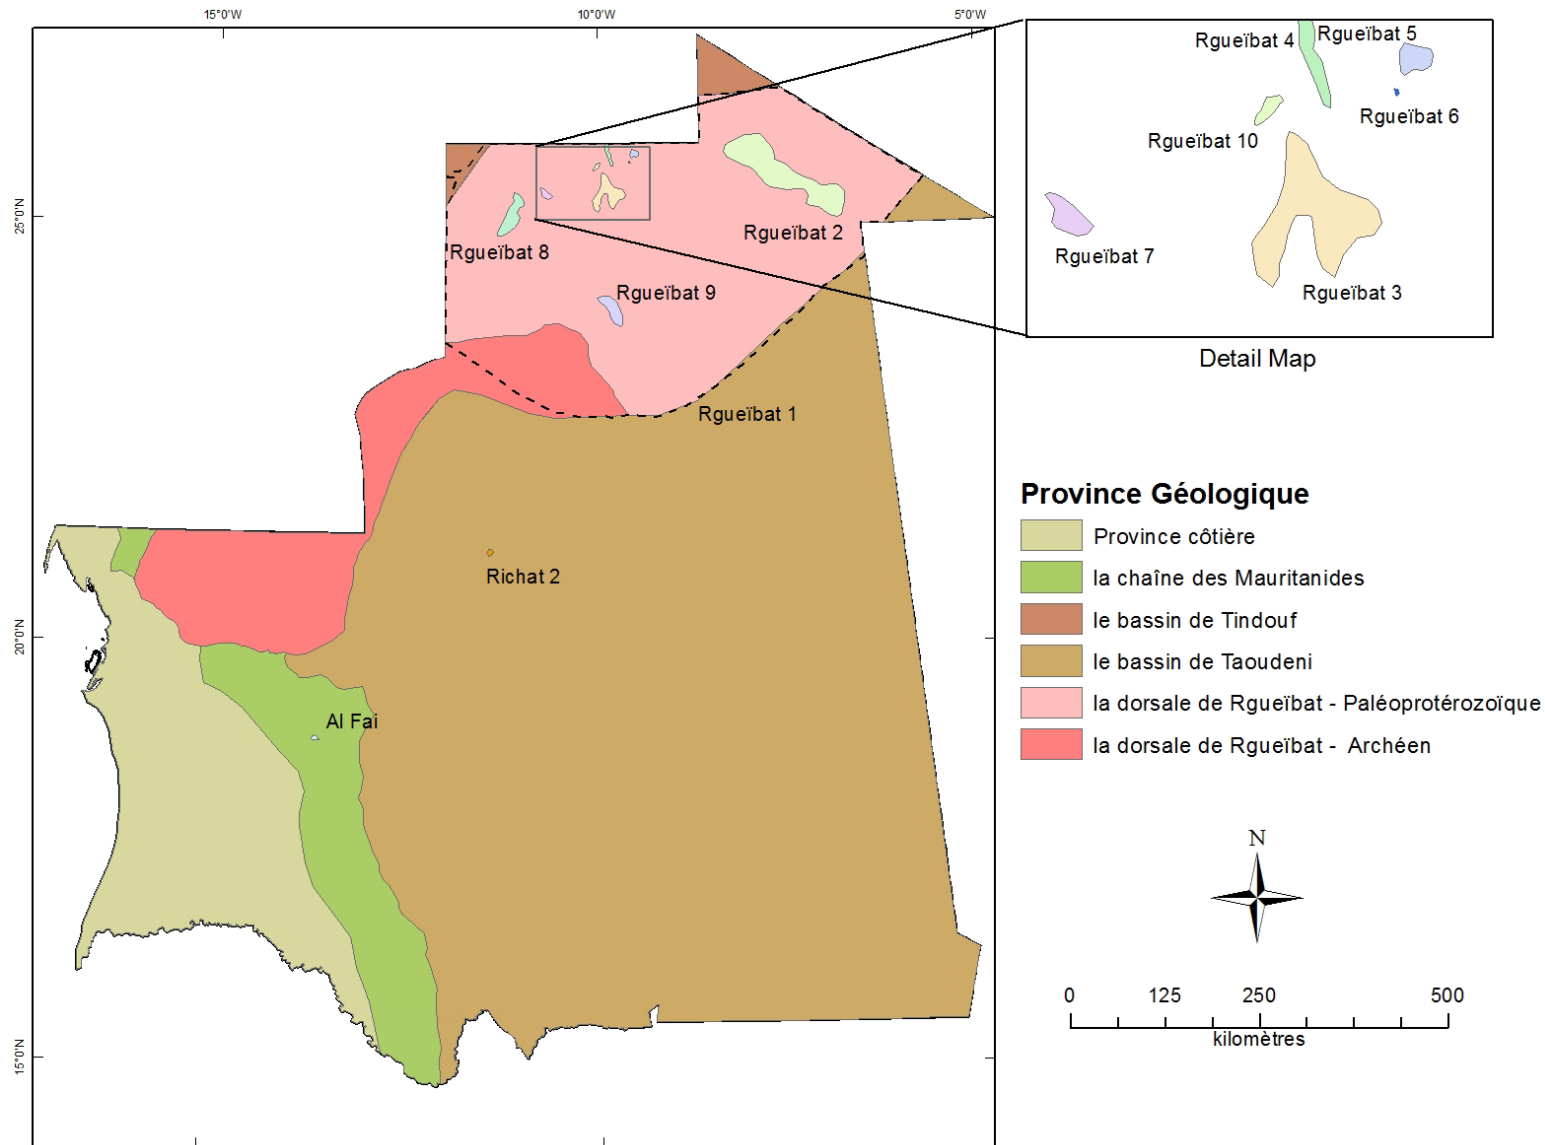 15°0'W
10°0'W
5°0'W
25°0'N
20°0'N
15°0'N
Rgueïbat 4
Rgueïbat 5
Rgueïbat 6
Rgueïbat 10
Rgueïbat 7
Rgueïbat 3
Detail Map
Rgueïbat 2
Rgueïbat 8
Rgueïbat 9
Rgueïbat 1
Richat 2
Al Fai
Province Géologique
Province côtière
la chaîne des Mauritanides
le bassin de Tindouf
le bassin de Taoudeni
la dorsale de Rgueïbat - Paléoprotérozoïque
la dorsale de Rgueïbat - Archéen
N
0 125 250 500
kilomètres